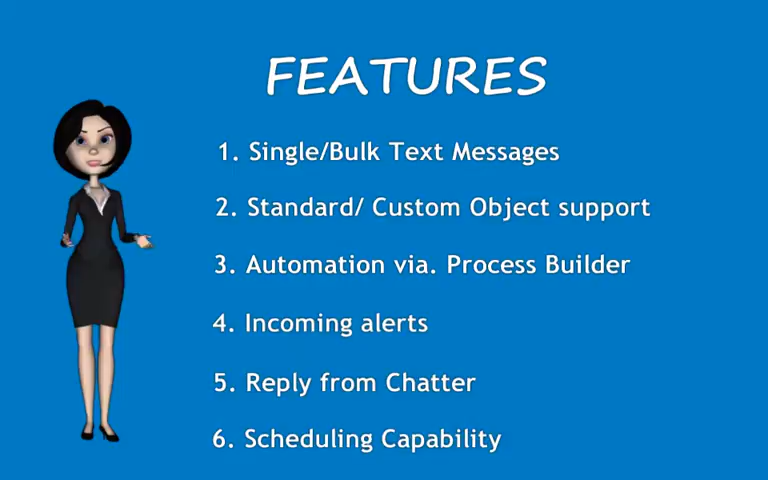 FEATURES
1. Single/Bulk Text Messages
2. Standard/ Custom Object support
3. Automation via. Process Builder
4. Incoming alerts
5. Reply from Chatter
6. Scheduling Capability